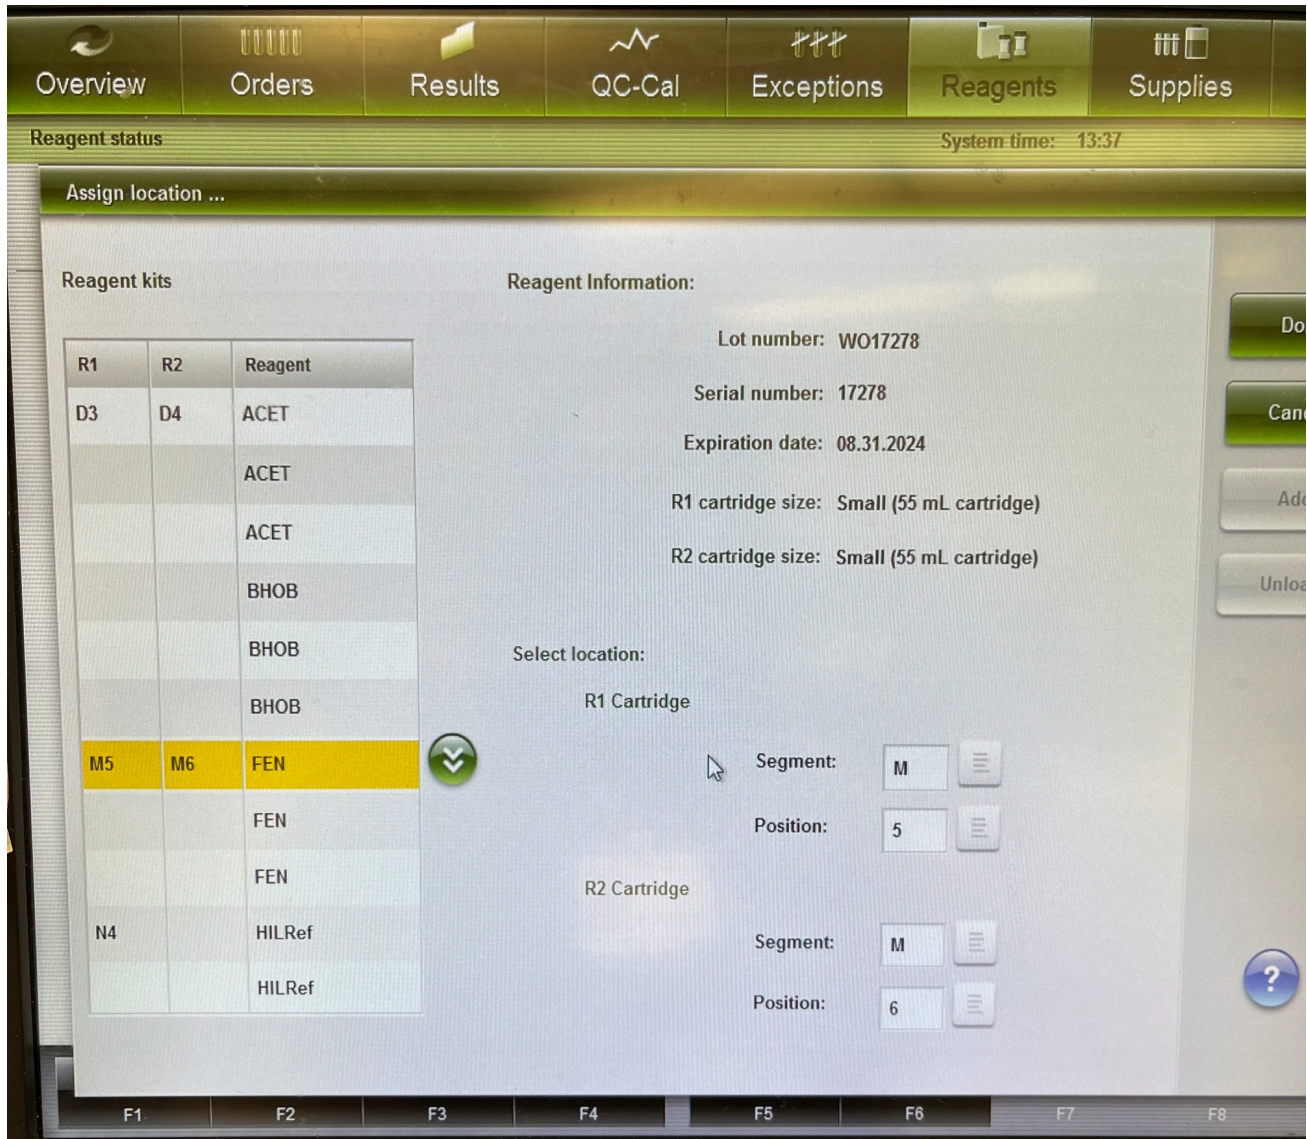 Overview Orders Results QC-Cal Exceptions Reagents Supplies
Reagent status System time: 13:37
Assign location ...
Reagent kits Reagent Information:
Lot number: WO17278
R1 R2 Reagent
Serial number: 17278
D3 D4 ACET
Expiration date: 08.31.2024
ACET
R1 cartridge size: Small (55 mL cartridge)
ACET
R2 cartridge size: Small (55 mL cartridge)
BHOB
BHOB
Select location:
BHOB
R1 Cartridge
M5 M6 FEN
Segment: M
FEN
Position: 5
FEN
R2 Cartridge
N4 HILRef
Segment: M
HILRef
Position: 6
?
F1 F2 F3 F4 F5 F6 F7 F8